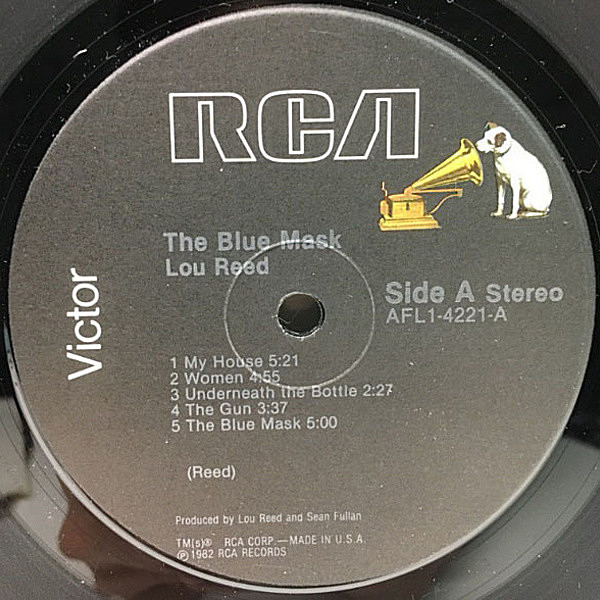 RCA
The Blue Mask
Lou Reed
Victor
Side A Stereo
AFL1-4221-A
1 My House 5:21
2 Women 4:55
3 Underneath the Bottle 2:27
4 The Gun 3:37
5 The Blue Mask 5:00
(Reed)
Produced by Lou Reed and Sean Fullan
TM(s)® RCA CORP.—MADE IN U.S.A.
℗1982 RCA RECORDS